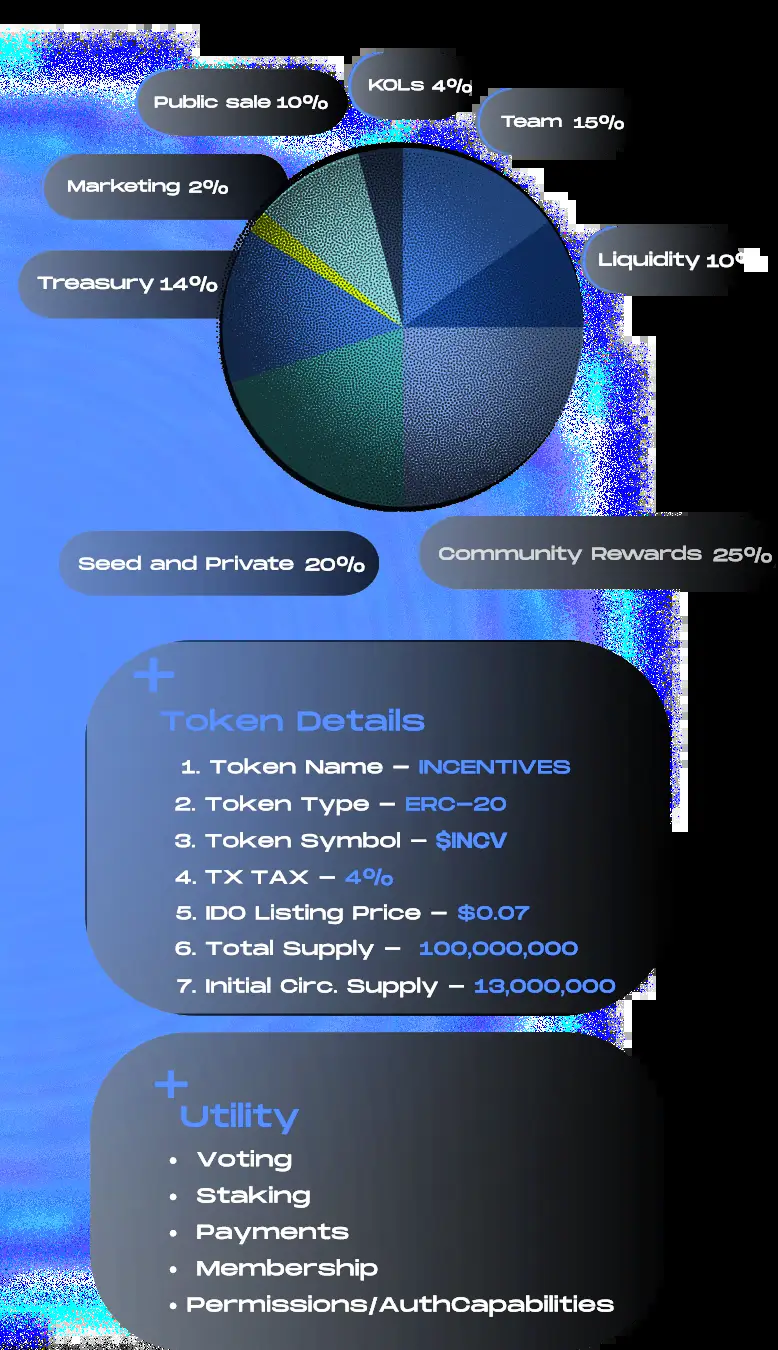 KOLs 4%
Public sale 10%
Team 15%
Marketing 2%
Liquidity 10%
Treasury 14%
Seed and Private 20%
Community Rewards 25%
Token Details
1. Token Name – INCENTIVES
2. Token Type – ERC-20
3. Token Symbol – $INCV
4. TX TAX – 4%
5. IDO Listing Price – $0.07
6. Total Supply – 100,000,000
7. Initial Circ. Supply – 13,000,000
Utility
• Voting
• Staking
• Payments
• Membership
• Permissions/AuthCapabilities